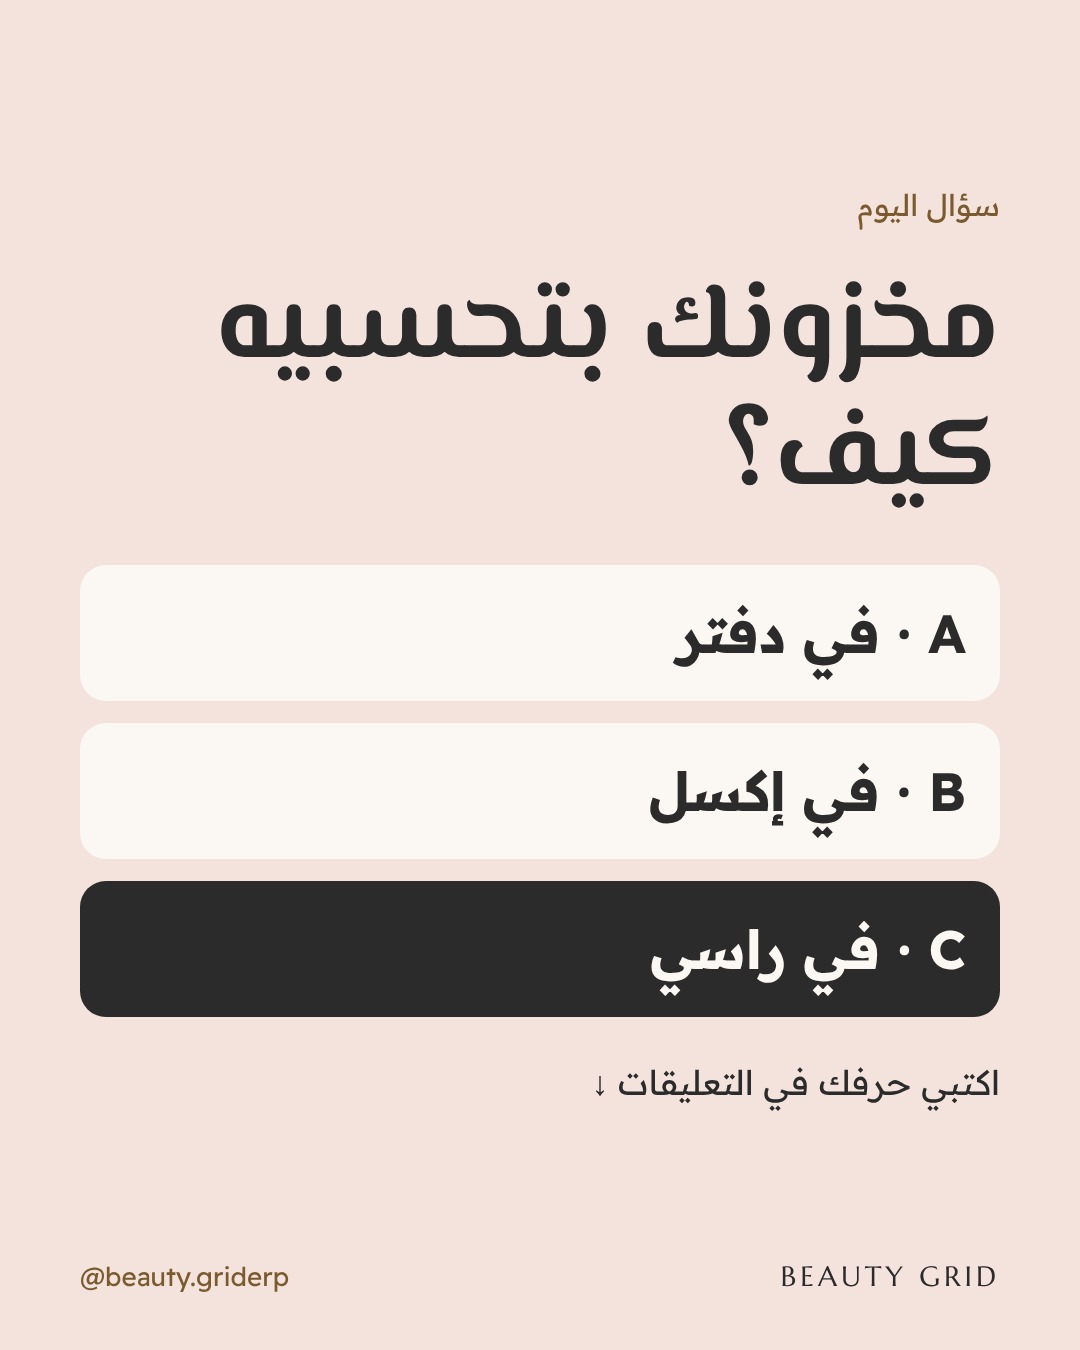 سؤال اليوم
مخزونك بتحسبيه
كيف؟
A · في دفتر
B · في إكسل
C · في راسي
اكتبي حرفك في التعليقات ↓
BEAUTY GRID
@beauty.griderp